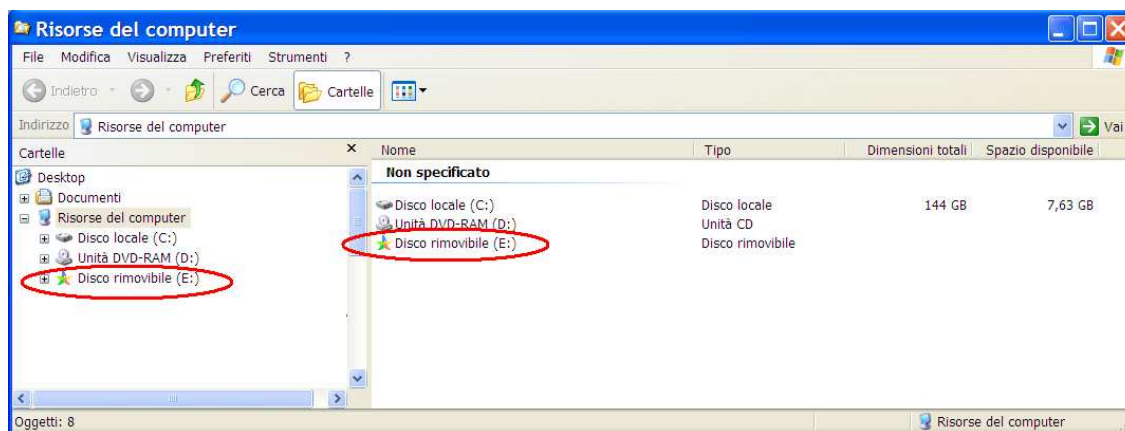 Risorse del computer
File Modifica Visualizza Preferiti Strumenti ?
Indietro Cerca Cartelle
Indirizzo Risorse del computer Vai
Cartelle x Nome Tipo Dimensioni totali Spazio disponibile
Desktop Non specificato
Documenti
Risorse del computer Disco locale (C:) Disco locale 144 GB 7,63 GB
Disco locale (C:) Unità DVD-RAM (D:) Unità CD
Unità DVD-RAM (D:) Disco rimovibile (E:) Disco rimovibile
Disco rimovibile (E:)
Oggetti: 8 Risorse del computer